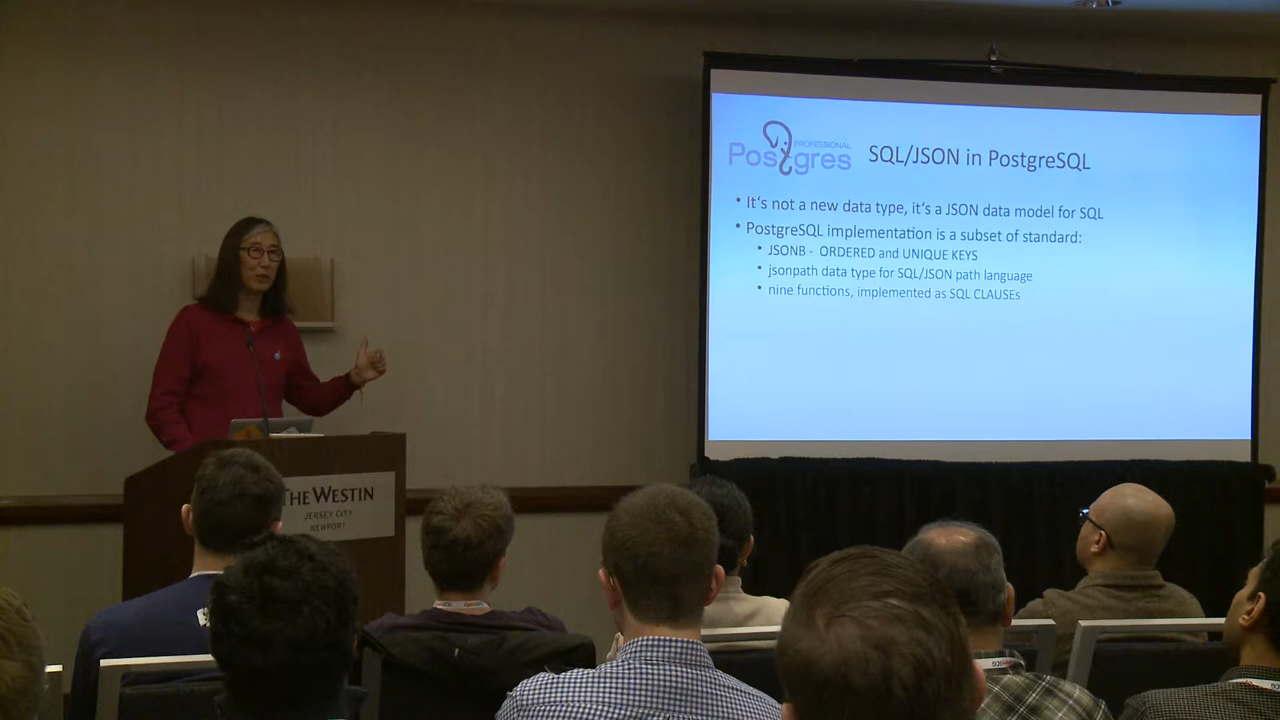 PROFESSIONAL
Postgres
SQL/JSON in PostgreSQL
• It's not a new data type, it's a JSON data model for SQL
• PostgreSQL implementation is a subset of standard:
• JSONB - ORDERED and UNIQUE KEYS
• jsonpath data type for SQL/JSON path language
• nine functions, implemented as SQL CLAUSEs
THE WESTIN
JERSEY CITY
NEWPORT